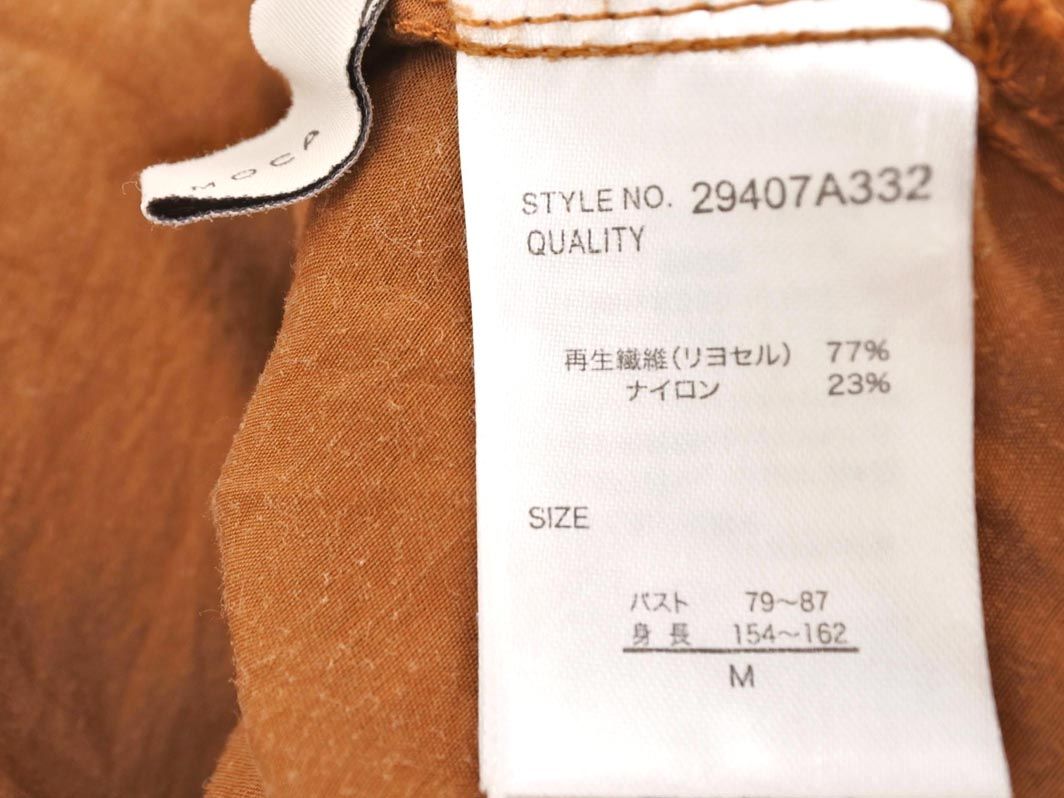 MOCA
STYLE NO. 29407A332
QUALITY
再生繊維(リヨセル) 77%
ナイロン 23%
SIZE
バスト 79~87
身長 154~162
M